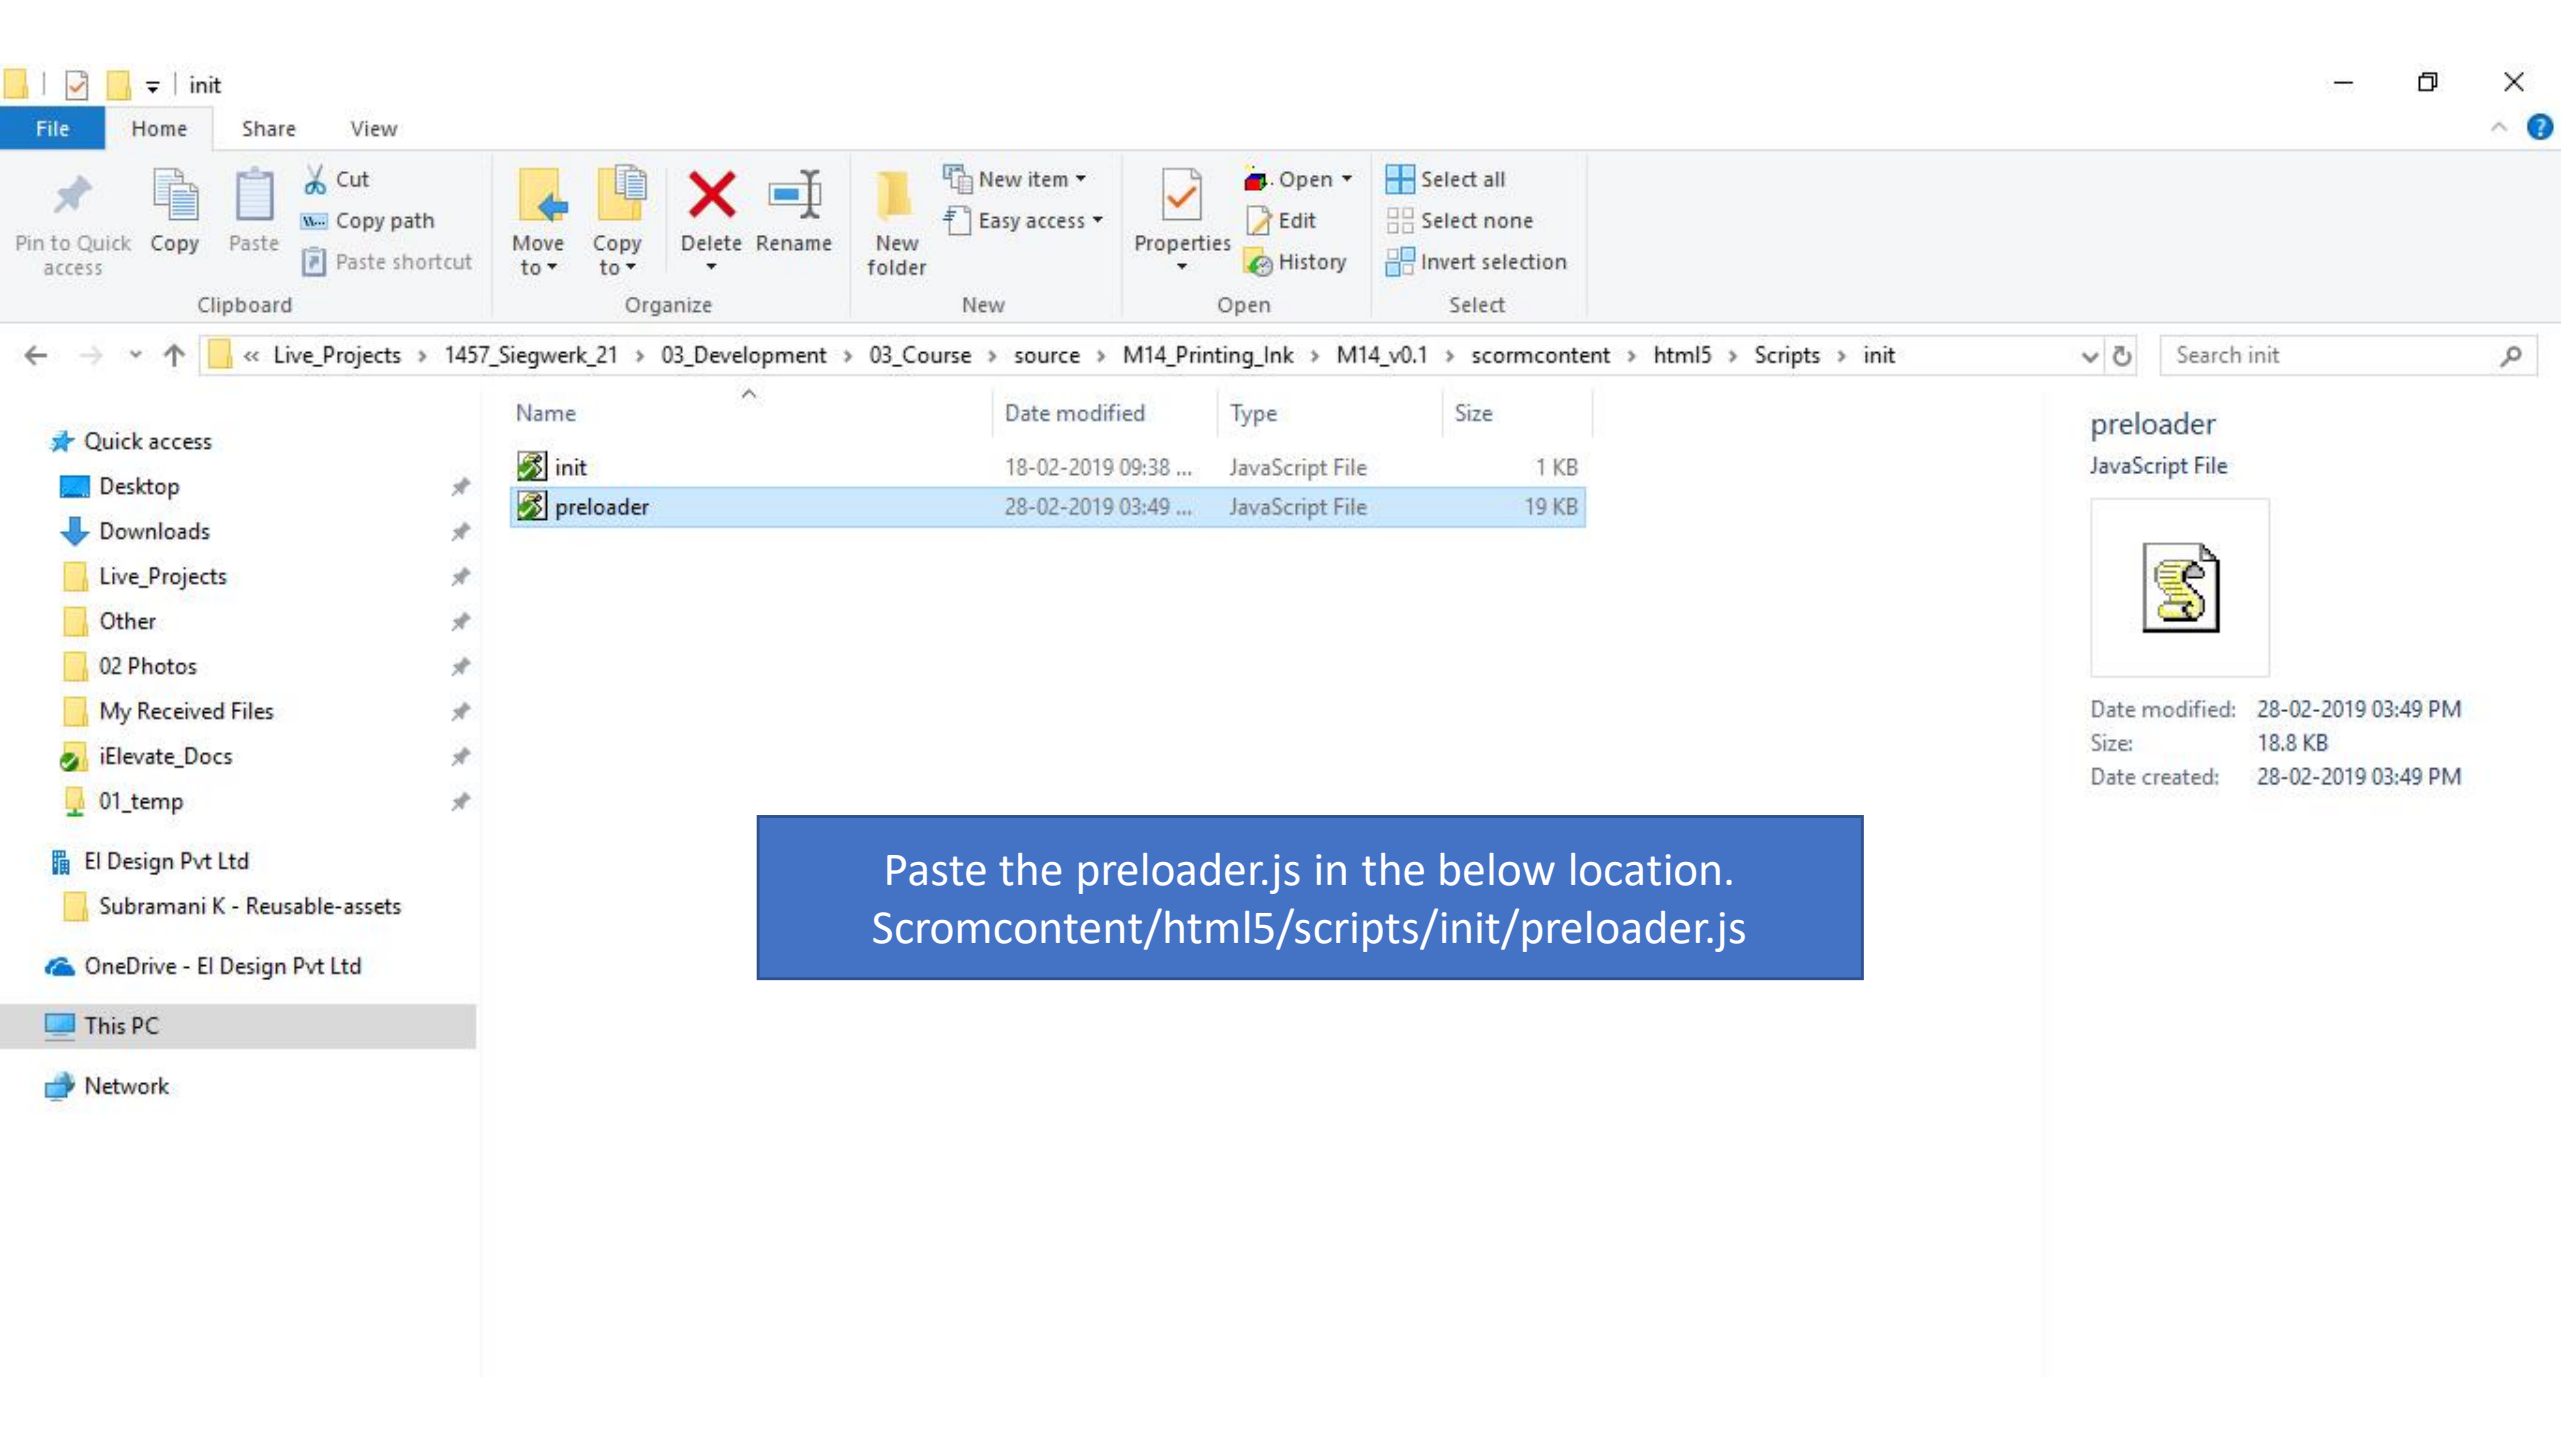 init
File Home Share View
Pin to Quick access
Copy
Paste
Cut
Copy path
Paste shortcut
Clipboard
Move to
Copy to
Delete
Rename
Organize
New folder
New item
Easy access
New
Properties
Open
Edit
History
Open
Select all
Select none
Invert selection
Select
« Live_Projects › 1457_Siegwerk_21 › 03_Development › 03_Course › source › M14_Printing_Ink › M14_v0.1 › scormcontent › html5 › Scripts › init
Search init
Quick access
Desktop
Downloads
Live_Projects
Other
02 Photos
My Received Files
iElevate_Docs
01_temp
EI Design Pvt Ltd
Subramani K - Reusable-assets
OneDrive - EI Design Pvt Ltd
This PC
Network
Name Date modified Type Size
init 18-02-2019 09:38 ... JavaScript File 1 KB
preloader 28-02-2019 03:49 ... JavaScript File 19 KB
Paste the preloader.js in the below location.
Scromcontent/html5/scripts/init/preloader.js
preloader
JavaScript File
Date modified: 28-02-2019 03:49 PM
Size: 18.8 KB
Date created: 28-02-2019 03:49 PM